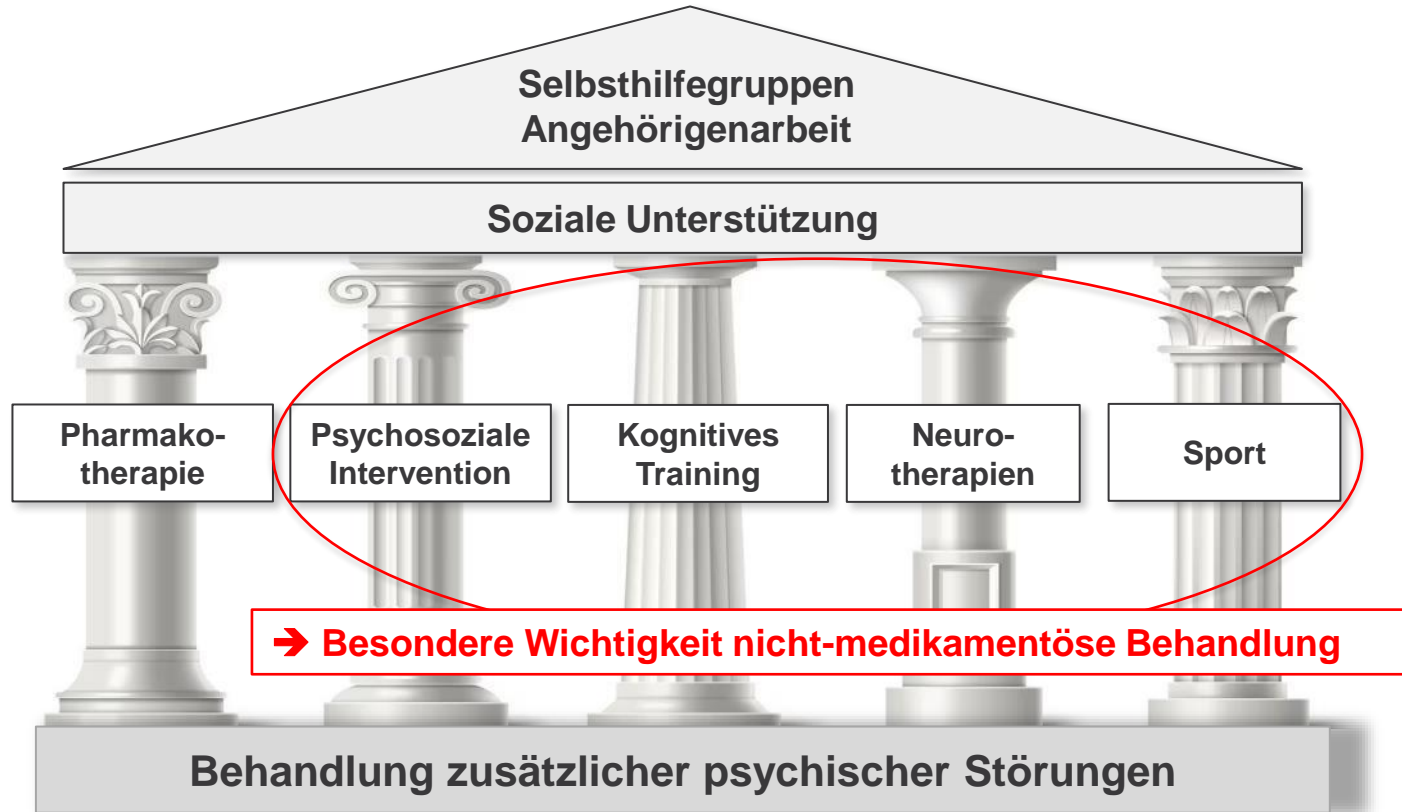 Selbsthilfegruppen
Angehörigenarbeit
Soziale Unterstützung
Pharmako-
therapie
Psychosoziale
Intervention
Kognitives
Training
Neuro-
therapien
Sport
➔ Besondere Wichtigkeit nicht-medikamentöse Behandlung
Behandlung zusätzlicher psychischer Störungen